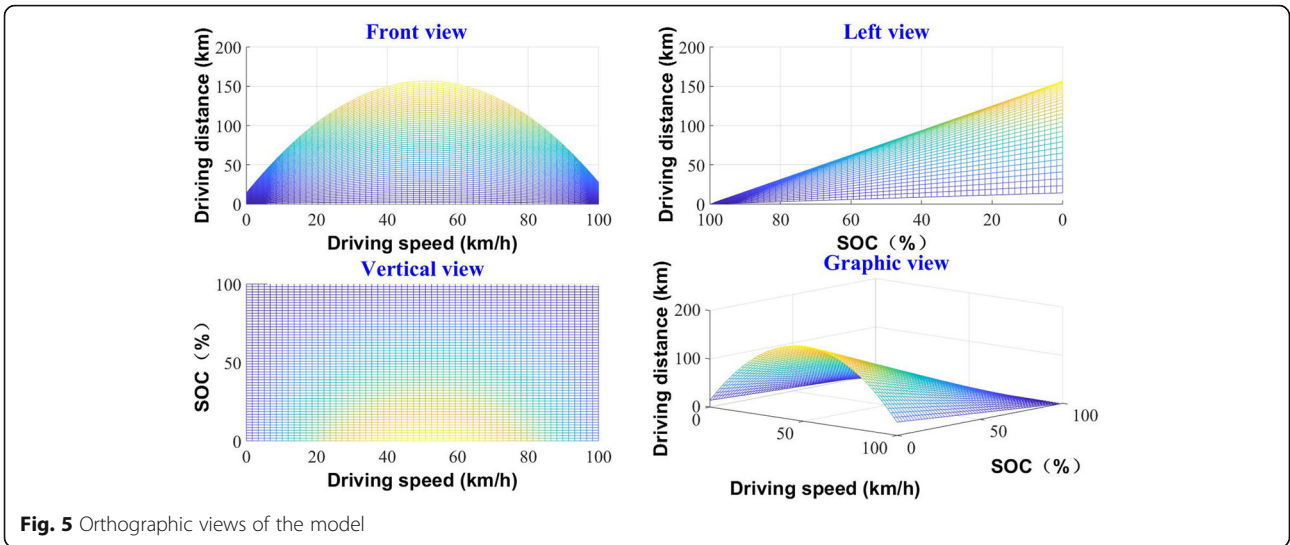 Front view
200
150
100
50
0
Driving distance (km)
0 20 40 60 80 100
Driving speed (km/h)
Left view
200
150
100
50
0
Driving distance (km)
100 80 60 40 20 0
SOC（%）
Vertical view
100
50
0
SOC（%）
0 20 40 60 80 100
Driving speed (km/h)
Graphic view
200
100
0
Driving distance (km)
0 50 100
Driving speed (km/h)
0 50 100
SOC（%）
Fig. 5 Orthographic views of the model